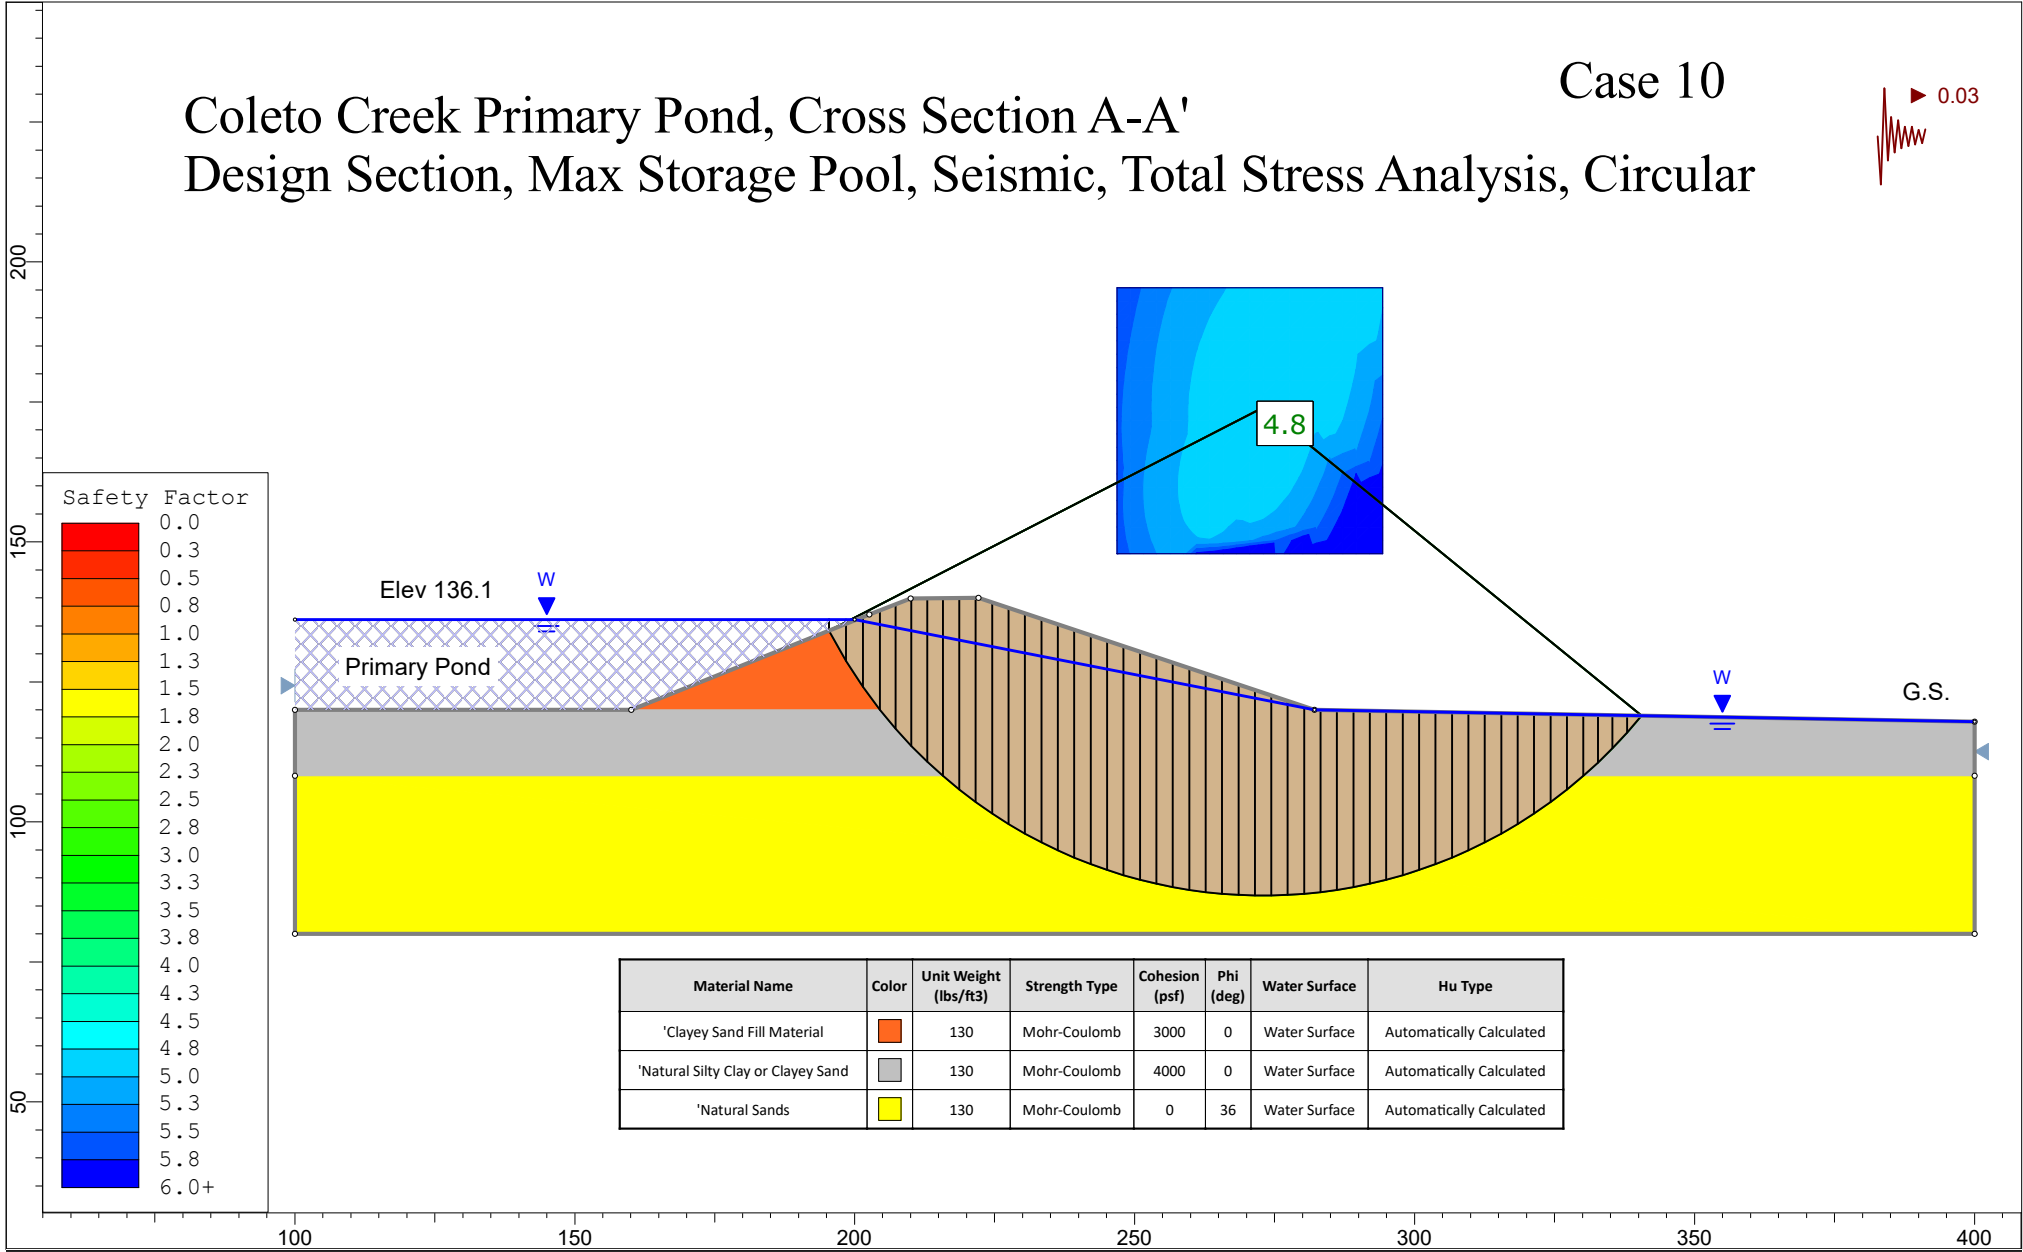 Case 10
0.03
Coleto Creek Primary Pond, Cross Section A-A'
Design Section, Max Storage Pool, Seismic, Total Stress Analysis, Circular
200
150
100
50
Safety Factor
0.0
0.3
0.5
0.8
1.0
1.3
1.5
1.8
2.0
2.3
2.5
2.8
3.0
3.3
3.5
3.8
4.0
4.3
4.5
4.8
5.0
5.3
5.5
5.8
6.0+
4.8
Elev 136.1
W
Primary Pond
W
G.S.
Material Name Color Unit Weight (lbs/ft3) Strength Type Cohesion (psf) Phi (deg) Water Surface Hu Type
'Clayey Sand Fill Material 130 Mohr-Coulomb 3000 0 Water Surface Automatically Calculated
'Natural Silty Clay or Clayey Sand 130 Mohr-Coulomb 4000 0 Water Surface Automatically Calculated
'Natural Sands 130 Mohr-Coulomb 0 36 Water Surface Automatically Calculated
100 150 200 250 300 350 400